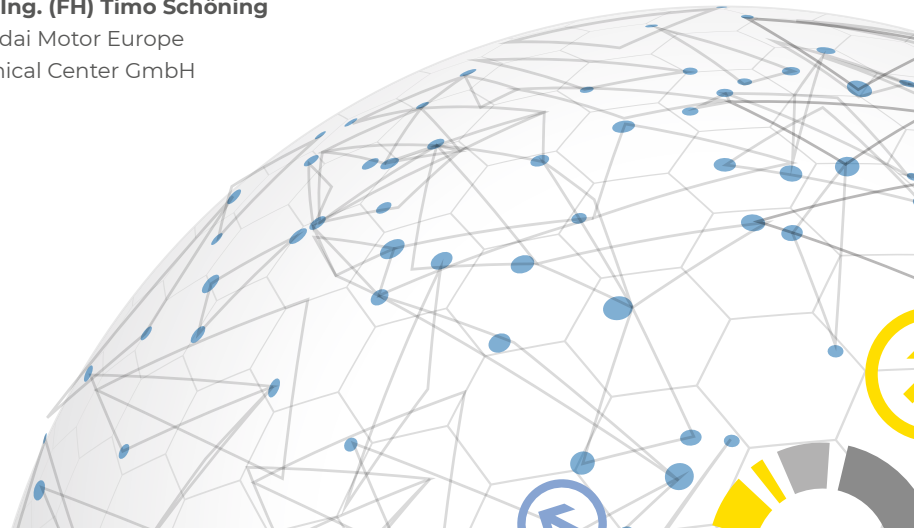 Ing. (FH) Timo Schöning
dai Motor Europe
nical Center GmbH